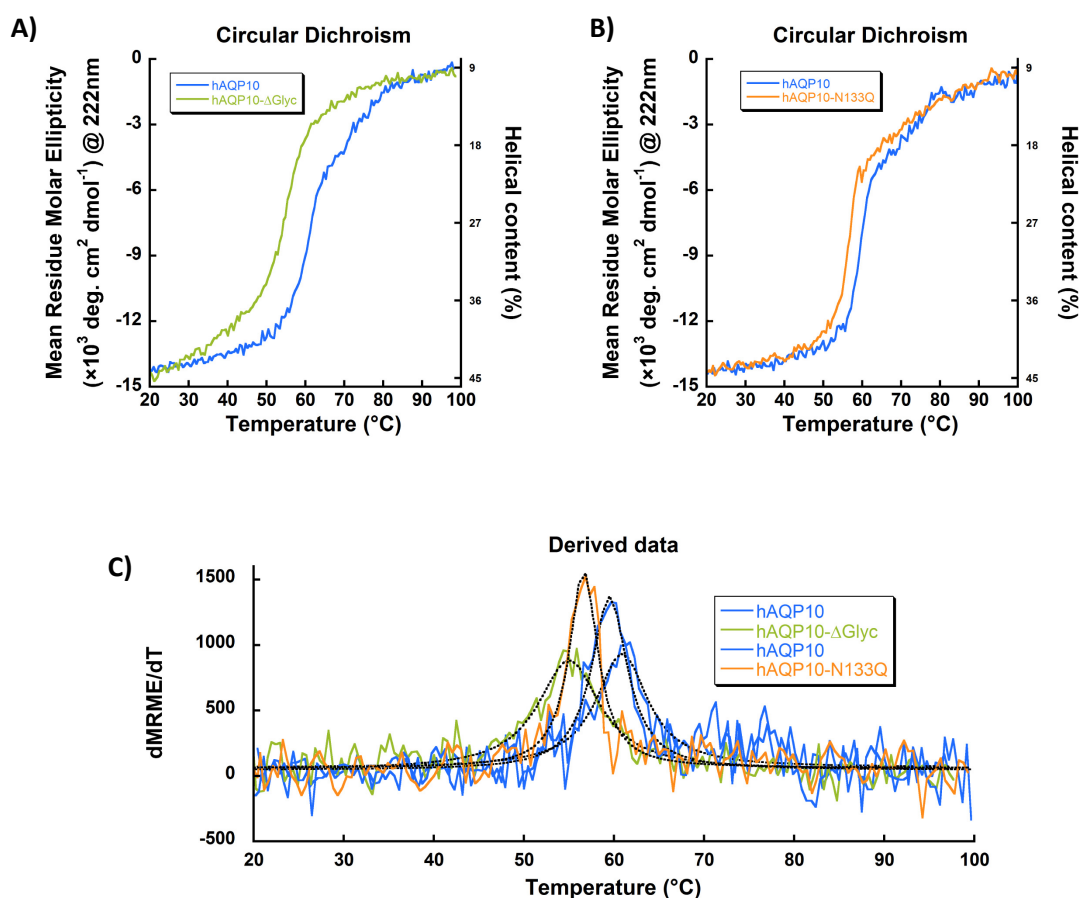 A)
Circular Dichroism
Mean Residue Molar Ellipticity
(×10³ deg. cm² dmol⁻¹) @ 222nm
0
-3
-6
-9
-12
-15
hAQP10
hAQP10-ΔGlyc
9
18
27
36
45
Helical content (%)
20 30 40 50 60 70 80 90 100
Temperature (°C)
B)
Circular Dichroism
Mean Residue Molar Ellipticity
(×10³ deg. cm² dmol⁻¹) @ 222nm
0
-3
-6
-9
-12
-15
hAQP10
hAQP10-N133Q
9
18
27
36
45
Helical content (%)
20 30 40 50 60 70 80 90 100
Temperature (°C)
C)
Derived data
dMRME/dT
1500
1000
500
0
-500
hAQP10
hAQP10-ΔGlyc
hAQP10
hAQP10-N133Q
20 30 40 50 60 70 80 90 100
Temperature (°C)